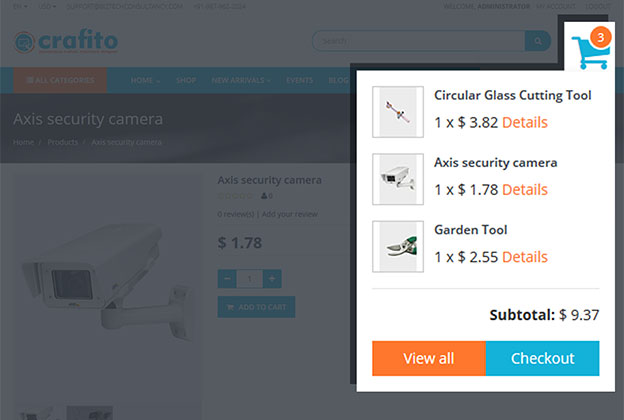 EN USD SUPPORT@BIZTECHCONSULTANCY.COM +91-987-965-2024 WELCOME, ADMINISTRATOR MY ACCOUNT LOGOUT
crafito
Search
3
ALL CATEGORIES HOME SHOP NEW ARRIVALS EVENTS BLOG
Axis security camera
Home / Products / Axis security camera
Axis security camera
0
0 review(s) | Add your review
$ 1.78
- 1 +
ADD TO CART
Circular Glass Cutting Tool
1 x $ 3.82 Details
Axis security camera
1 x $ 1.78 Details
Garden Tool
1 x $ 2.55 Details
Subtotal: $ 9.37
View all Checkout